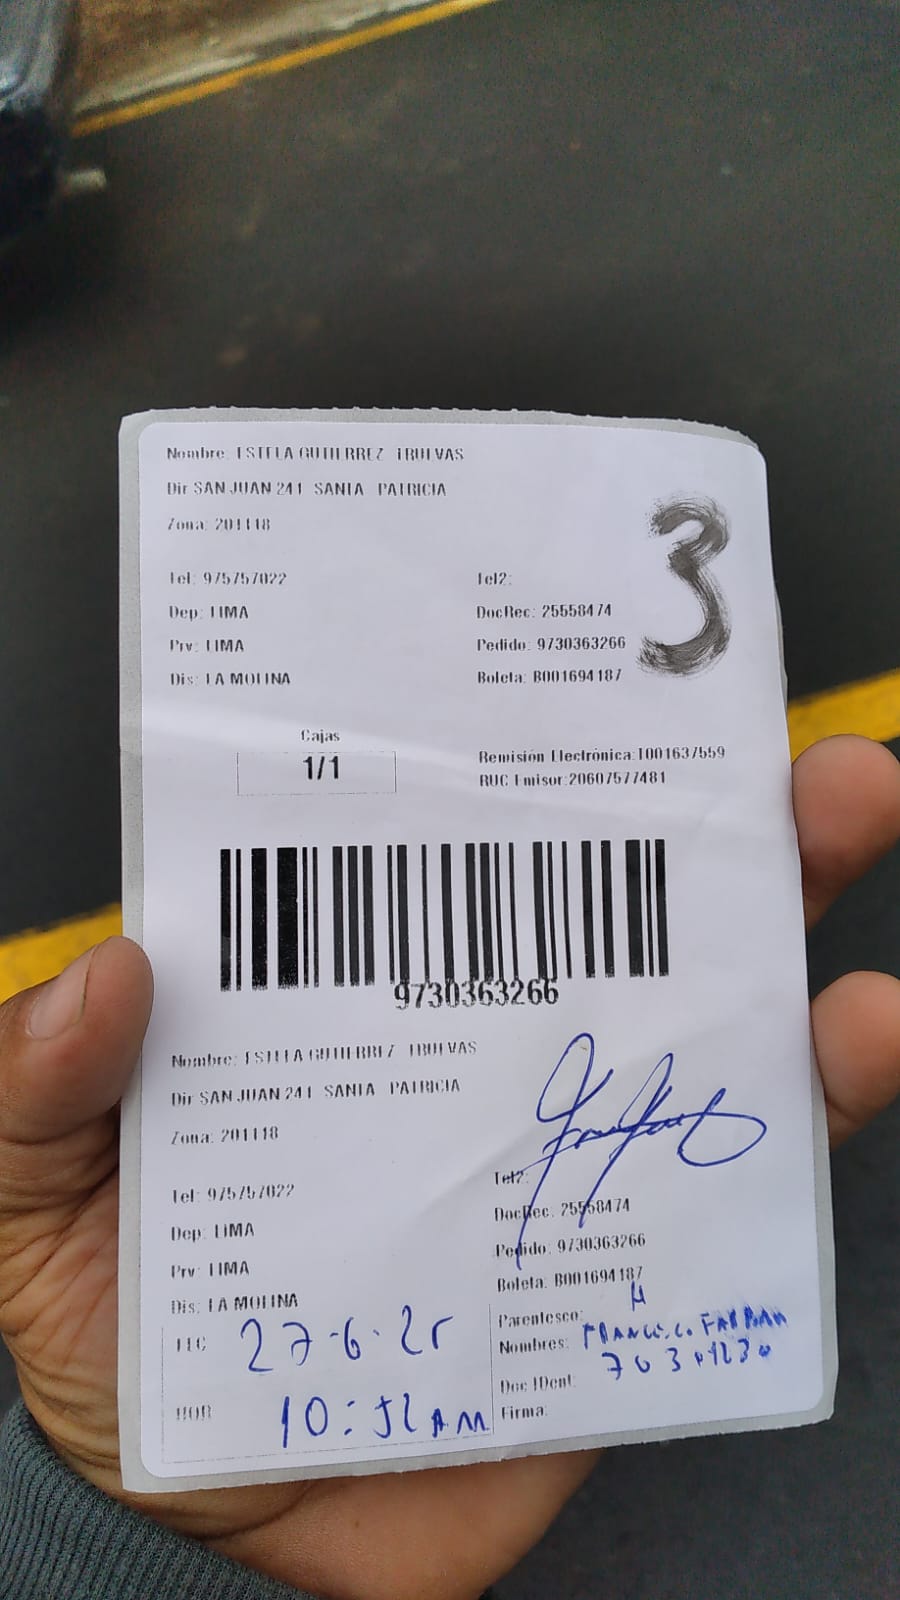 Nombre: ESTELA GUTIERREZ TRUEVAS
Dir SAN JUAN 241 SANTA PATRICIA
Zona: 201118
3
Tel: 975757022
Tel2:
Dep: LIMA
DocRec: 25558474
Prv: LIMA
Pedido: 9730363266
Dis: LA MOLINA
Boleta: B001694187
Cajas
1/1
Remisión Electrónica:T001637559
RUC Emisor:20607577481
9730363266
Nombre: ESTELA GUTIERREZ TRUEVAS
Dir SAN JUAN 241 SANTA PATRICIA
Zona: 201118
Tel: 975757022
Tel2:
Dep: LIMA
DocRec: 25558474
Prv: LIMA
Pedido: 9730363266
Dis: LA MOLINA
Boleta: B001694187
FEC 27-6-25
Parentesco: H
Nombres: FRANCESCO
Doc IDent:
HOR 10:52 AM
Firma: